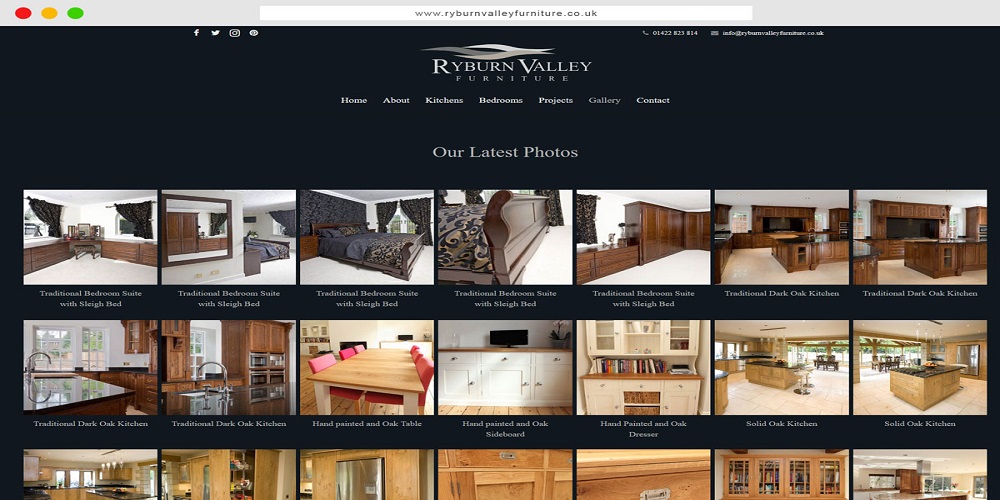 www.ryburnvalleyfurniture.co.uk
01422 823 814 info@ryburnvalleyfurniture.co.uk
RYBURN VALLEY
FURNITURE
Home About Kitchens Bedrooms Projects Gallery Contact
Our Latest Photos
Traditional Bedroom Suite
with Sleigh Bed
Traditional Bedroom Suite
with Sleigh Bed
Traditional Bedroom Suite
with Sleigh Bed
Traditional Bedroom Suite
with Sleigh Bed
Traditional Bedroom Suite
with Sleigh Bed
Traditional Dark Oak Kitchen
Traditional Dark Oak Kitchen
Traditional Dark Oak Kitchen
Traditional Dark Oak Kitchen
Hand painted and Oak Table
Hand painted and Oak
Sideboard
Hand Painted and Oak
Dresser
Solid Oak Kitchen
Solid Oak Kitchen